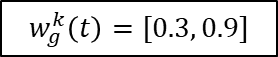 $w_g^k(t) = [0.3, 0.9]$